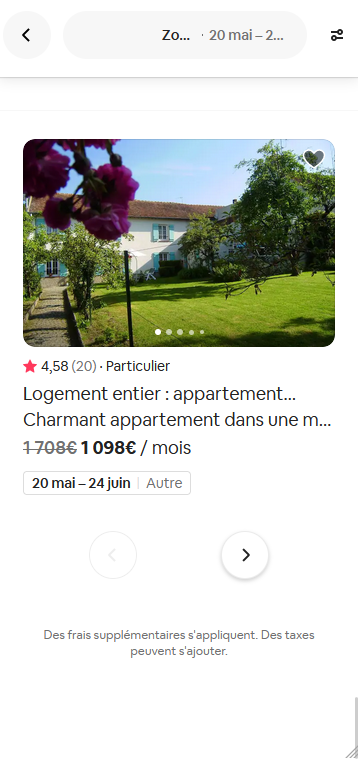 Zo... · 20 mai – 2...
4,58 (20) · Particulier
Logement entier : appartement...
Charmant appartement dans une m...
1 708€ 1 098€ / mois
20 mai – 24 juin | Autre
Des frais supplémentaires s'appliquent. Des taxes
peuvent s'ajouter.